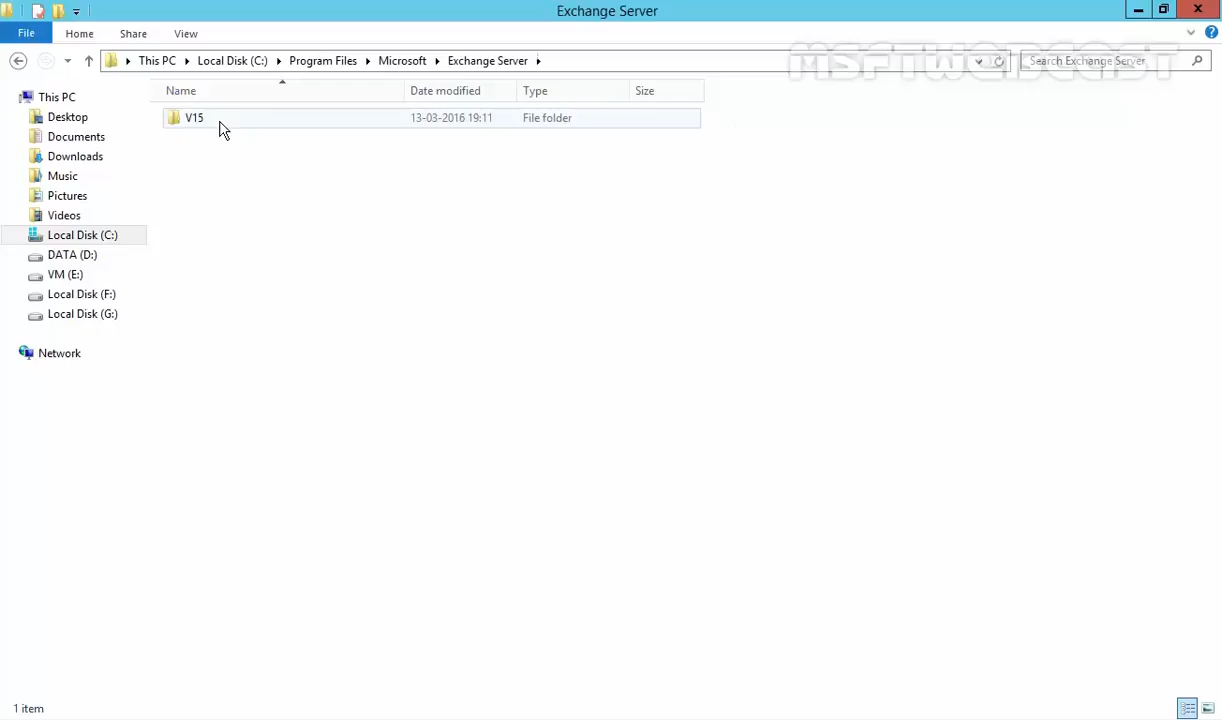 Exchange Server
File Home Share View
This PC Local Disk (C:) Program Files Microsoft Exchange Server Search Exchange Server
MSFTWEBCAST
Name Date modified Type Size
V15 13-03-2016 19:11 File folder
This PC
Desktop
Documents
Downloads
Music
Pictures
Videos
Local Disk (C:)
DATA (D:)
VM (E:)
Local Disk (F:)
Local Disk (G:)
Network
1 item